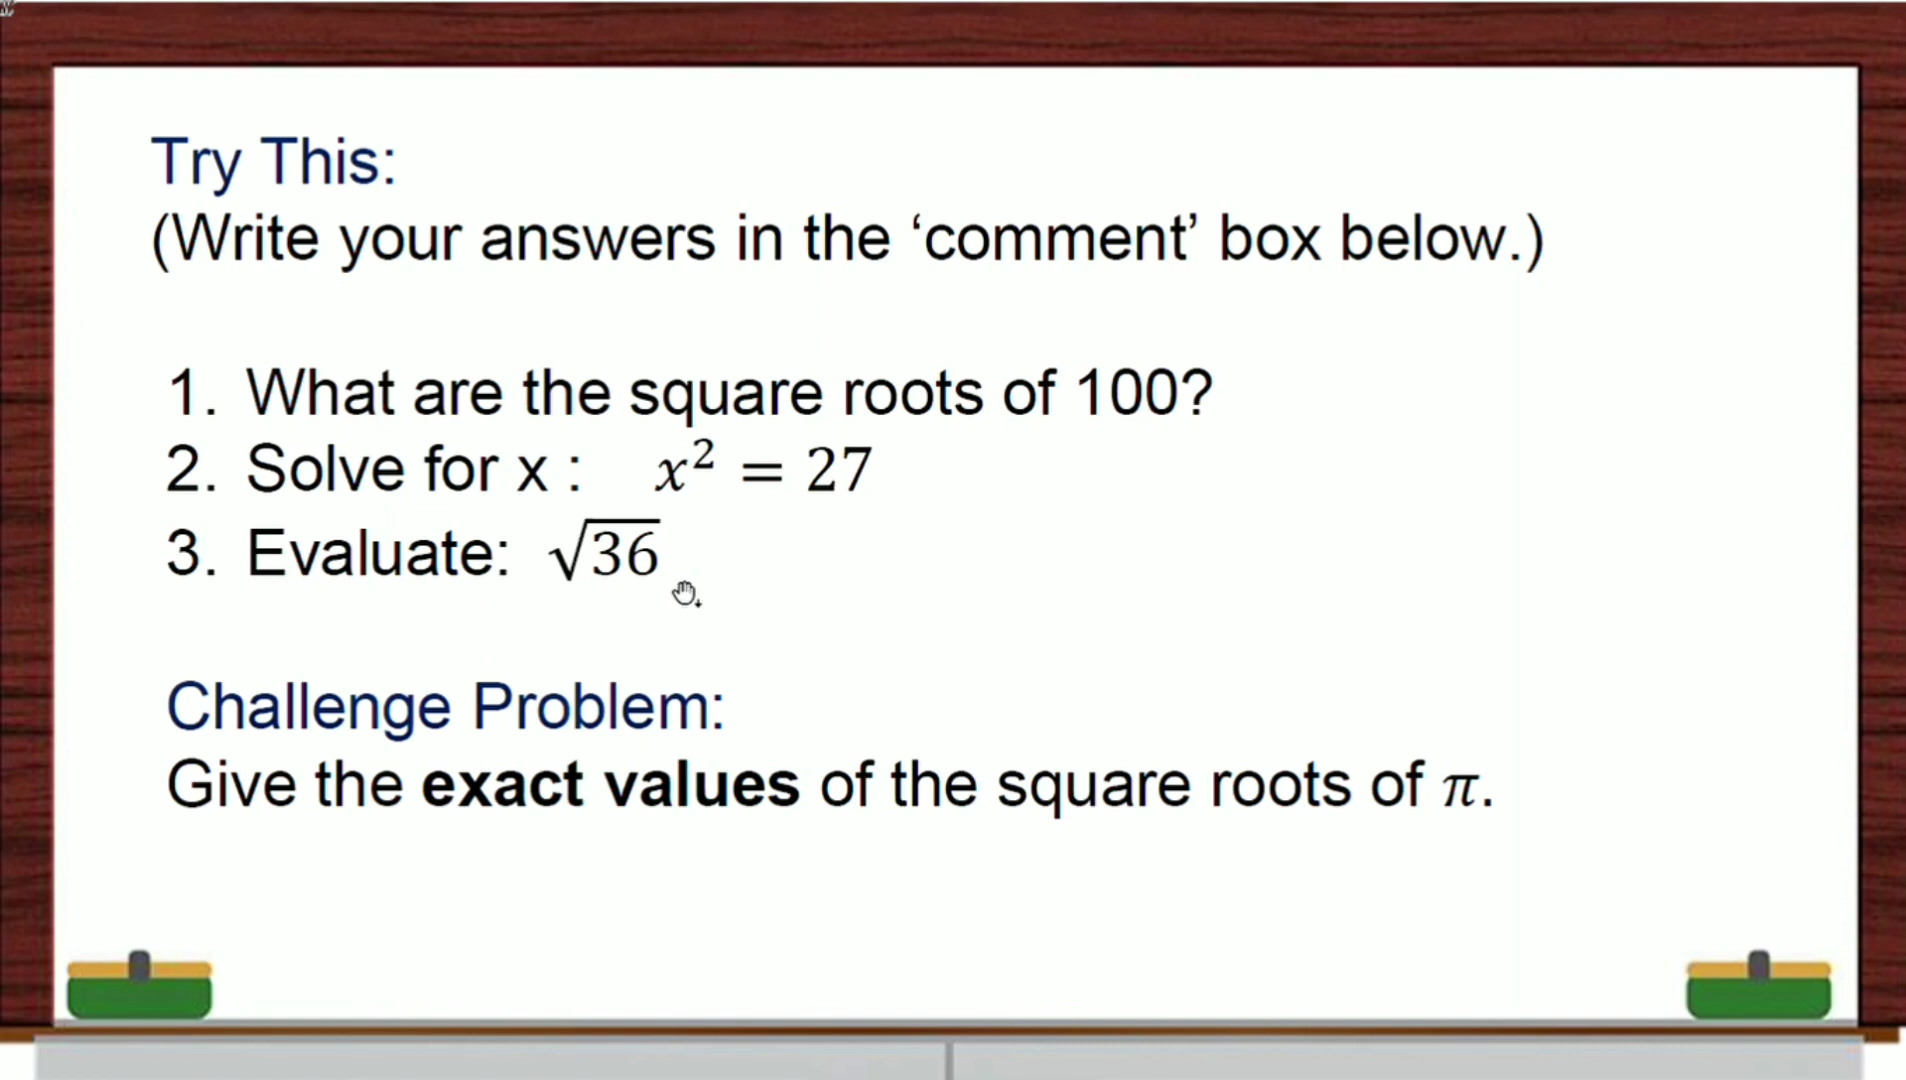 Try This:
(Write your answers in the ‘comment’ box below.)
1. What are the square roots of 100?
2. Solve for x : x² = 27
3. Evaluate: √36
Challenge Problem:
Give the exact values of the square roots of π.